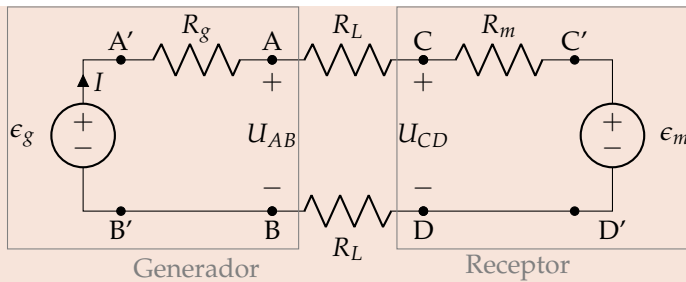 R_g R_L R_m
A′ A C C′
+ +
I
ϵ_g + − U_AB U_CD + − ϵ_m
− −
B′ B D D′
R_L
Generador Receptor